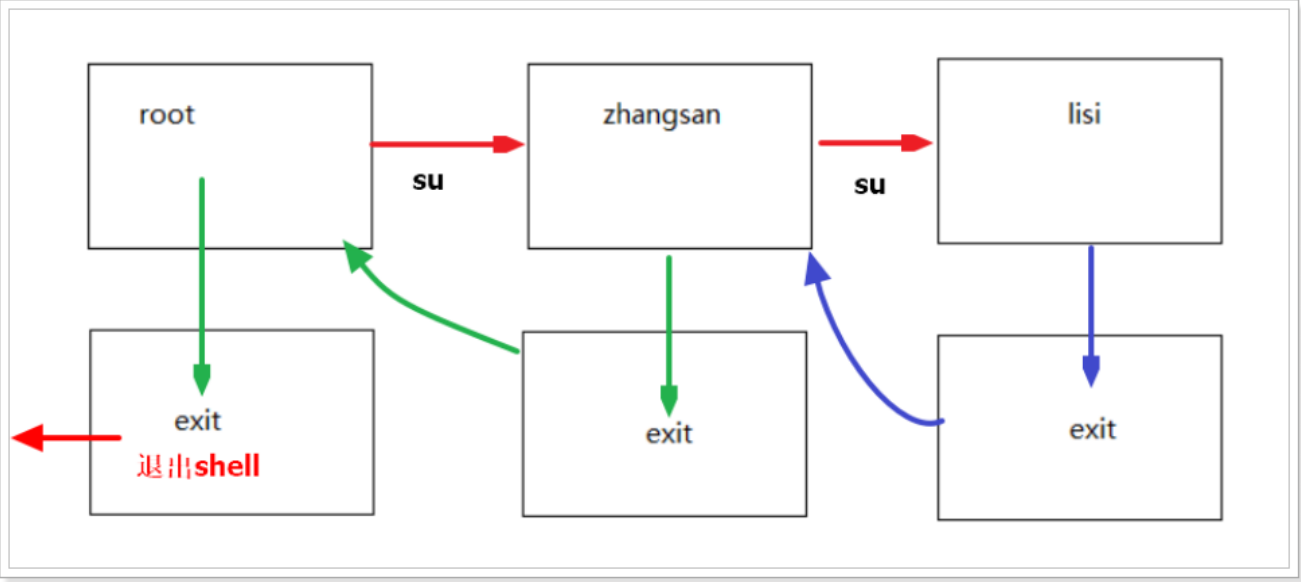 root
zhangsan
lisi
su
su
exit
退出shell
exit
exit